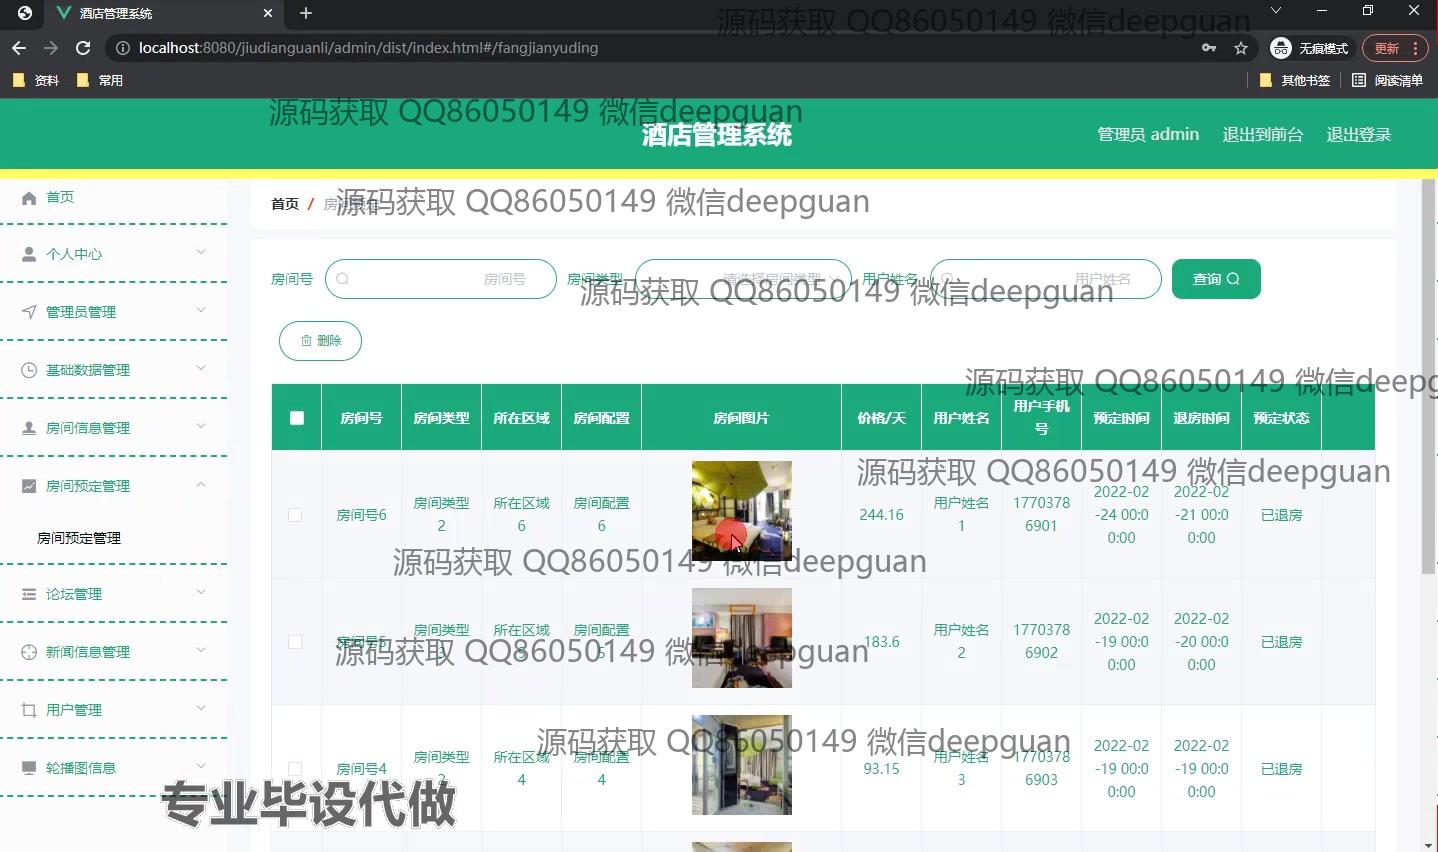 酒店管理系统
源码获取 QQ86050149 微信deepguan
localhost:8080/jiudianguanli/admin/dist/index.html#/fangjianyuding
无痕模式
更新
资料
常用
其他书签
阅读清单
源码获取 QQ86050149 微信deepguan
酒店管理系统
管理员 admin
退出到前台
退出登录
首页
个人中心
管理员管理
基础数据管理
房间信息管理
房间预定管理
房间预定管理
论坛管理
新闻信息管理
用户管理
轮播图信息
首页 /
源码获取 QQ86050149 微信deepguan
房间号
房间号
房间类型
请选择房间类型
用户姓名
用户姓名
查询
源码获取 QQ86050149 微信deepguan
删除
源码获取 QQ86050149 微信deepg
房间号 房间类型 所在区域 房间配置 房间图片 价格/天 用户姓名 用户手机号 预定时间 退房时间 预定状态
源码获取 QQ86050149 微信deepguan
房间号6 房间类型2 所在区域6 房间配置6 244.16 用户姓名1 17703786901 2022-02-24 00:00:00 2022-02-21 00:00:00 已退房
源码获取 QQ86050149 微信deepguan
房间号5 房间类型 所在区域 房间配置 183.6 用户姓名2 17703786902 2022-02-19 00:00:00 2022-02-20 00:00:00 已退房
源码获取 QQ86050149 微信deepguan
源码获取 QQ86050149 微信deepguan
房间号4 房间类型2 所在区域4 房间配置4 93.15 用户姓名3 17703786903 2022-02-19 00:00:00 2022-02-19 00:00:00 已退房
专业毕设代做